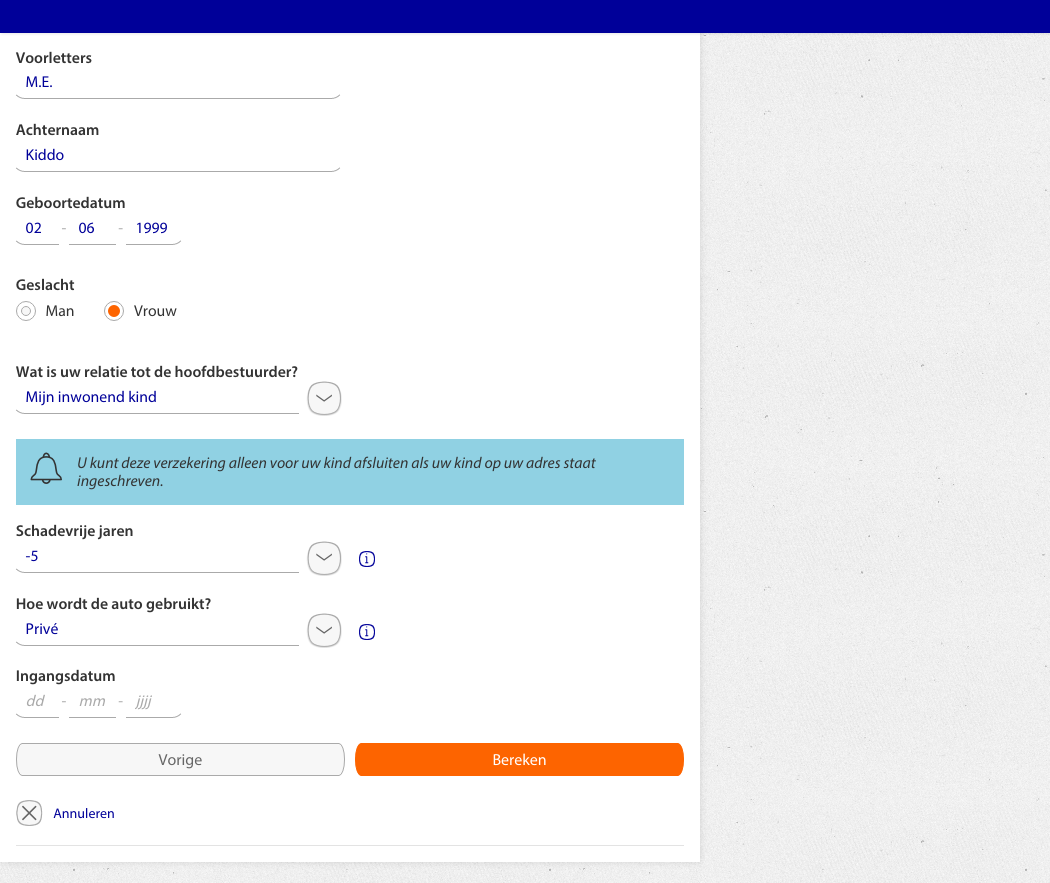 Voorletters
M.E.
Achternaam
Kiddo
Geboortedatum
02 - 06 - 1999
Geslacht
Man Vrouw
Wat is uw relatie tot de hoofdbestuurder?
Mijn inwonend kind
U kunt deze verzekering alleen voor uw kind afsluiten als uw kind op uw adres staat
ingeschreven.
Schadevrije jaren
-5
Hoe wordt de auto gebruikt?
Privé
Ingangsdatum
dd - mm - jjjj
Vorige Bereken
Annuleren